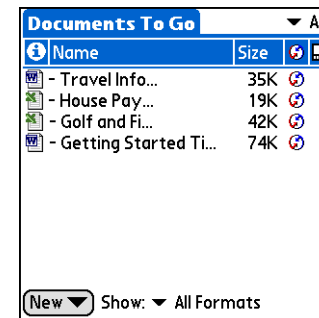 Documents To Go A
Name Size
- Travel Info... 35K
- House Pay... 19K
- Golf and Fi... 42K
- Getting Started Ti... 74K
New Show: All Formats